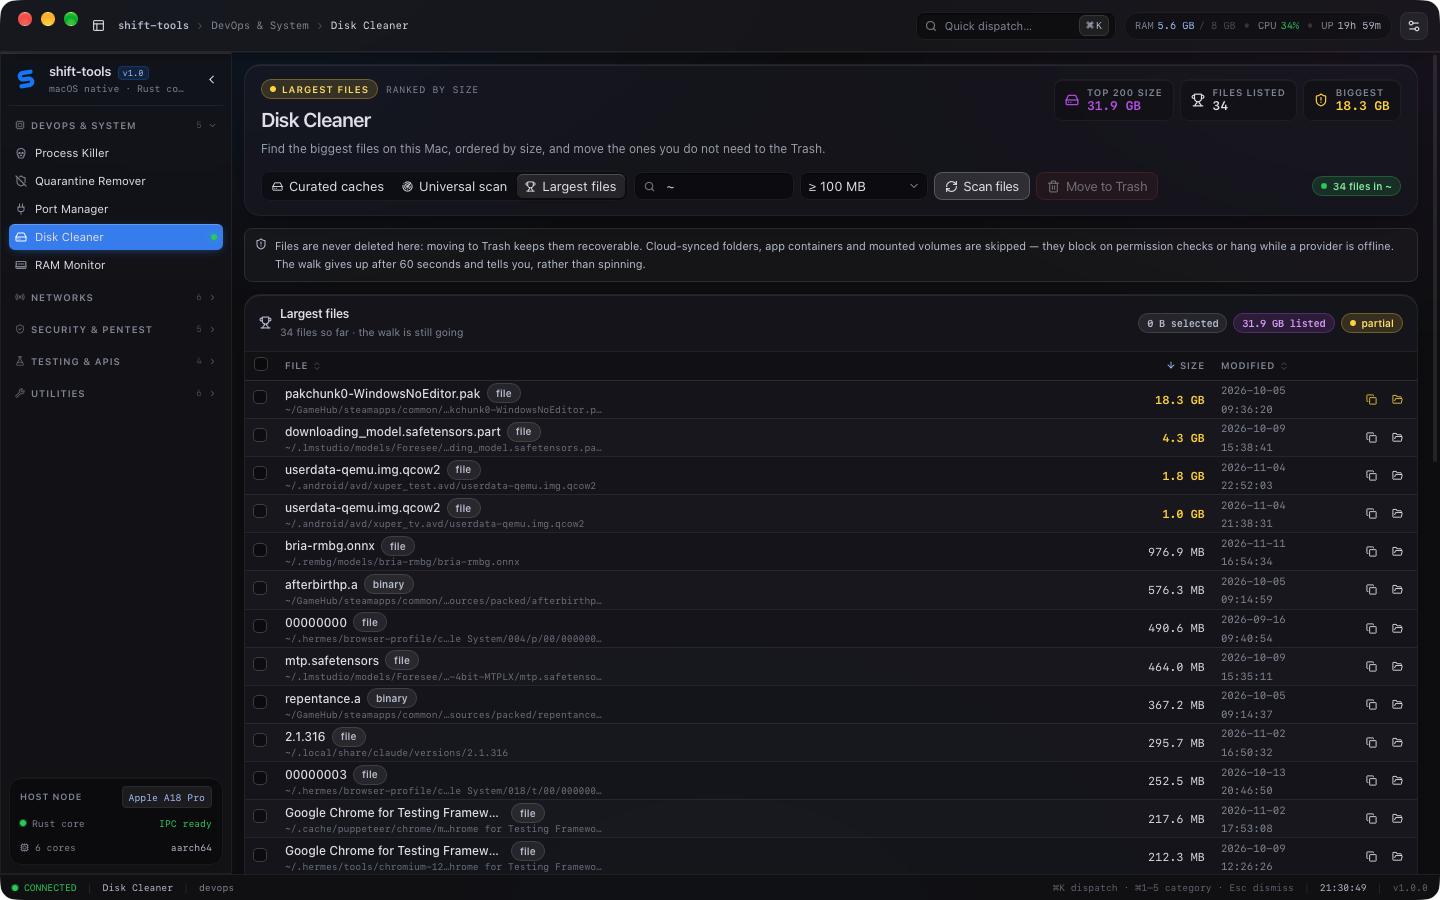 shift-tools > DevOps & System > Disk Cleaner
Quick dispatch... ⌘K
RAM 5.6 GB / 8 GB • CPU 34% • UP 19h 59m
shift-tools v1.0
macOS native · Rust co…
DEVOPS & SYSTEM 5
Process Killer
Quarantine Remover
Port Manager
Disk Cleaner
RAM Monitor
NETWORKS 6
SECURITY & PENTEST 5
TESTING & APIS 4
UTILITIES 6
HOST NODE Apple A18 Pro
Rust core IPC ready
6 cores aarch64
LARGEST FILES RANKED BY SIZE
Disk Cleaner
Find the biggest files on this Mac, ordered by size, and move the ones you do not need to the Trash.
TOP 200 SIZE
31.9 GB
FILES LISTED
34
BIGGEST
18.3 GB
Curated caches Universal scan Largest files ~ ≥ 100 MB Scan files Move to Trash 34 files in ~
Files are never deleted here: moving to Trash keeps them recoverable. Cloud-synced folders, app containers and mounted volumes are skipped — they block on permission checks or hang while a provider is offline.
The walk gives up after 60 seconds and tells you, rather than spinning.
Largest files
34 files so far · the walk is still going
0 B selected 31.9 GB listed partial
FILE SIZE MODIFIED
pakchunk0-WindowsNoEditor.pak file
~/GameHub/steamapps/common/…kchunk0-WindowsNoEditor.p…
18.3 GB
2026-10-05
09:36:20
downloading_model.safetensors.part file
~/.lmstudio/models/Foresee/…ding_model.safetensors.pa…
4.3 GB
2026-10-09
15:38:41
userdata-qemu.img.qcow2 file
~/.android/avd/xuper_test.avd/userdata-qemu.img.qcow2
1.8 GB
2026-11-04
22:52:03
userdata-qemu.img.qcow2 file
~/.android/avd/xuper_tv.avd/userdata-qemu.img.qcow2
1.0 GB
2026-11-04
21:38:31
bria-rmbg.onnx file
~/.rembg/models/bria-rmbg/bria-rmbg.onnx
976.9 MB
2026-11-11
16:54:34
afterbirthp.a binary
~/GameHub/steamapps/common/…ources/packed/afterbirthp…
576.3 MB
2026-10-05
09:14:59
00000000 file
~/.hermes/browser-profile/c…le System/004/p/00/000000…
490.6 MB
2026-09-16
09:40:54
mtp.safetensors file
~/.lmstudio/models/Foresee/…-4bit-MTPLX/mtp.safetenso…
464.0 MB
2026-10-09
15:35:11
repentance.a binary
~/GameHub/steamapps/common/…sources/packed/repentance…
367.2 MB
2026-10-05
09:14:37
2.1.316 file
~/.local/share/claude/versions/2.1.316
295.7 MB
2026-11-02
16:50:32
00000003 file
~/.hermes/browser-profile/c…le System/018/t/00/000000…
252.5 MB
2026-10-13
20:46:50
Google Chrome for Testing Framew… file
~/.cache/puppeteer/chrome/m…hrome for Testing Framewo…
217.6 MB
2026-11-02
17:53:08
Google Chrome for Testing Framew… file
~/.hermes/tools/chromium-12…hrome for Testing Framewo…
212.3 MB
2026-10-09
12:26:26
CONNECTED | Disk Cleaner | devops
⌘K dispatch · ⌘1–5 category · Esc dismiss | 21:30:49 | v1.0.0